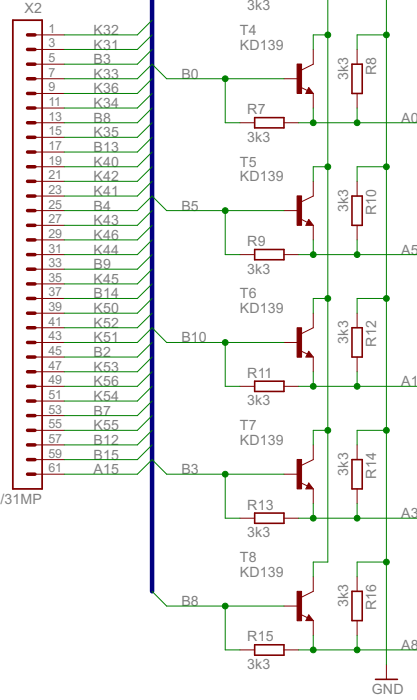 X2
1 K32
3 K31
5 B3
7 K33
9 K36
11 K34
13 B8
15 K35
17 B13
19 K40
21 K42
23 K41
25 B4
27 K43
29 K46
31 K44
33 B9
35 K45
37 B14
39 K50
41 K52
43 K51
45 B2
47 K53
49 K56
51 K54
53 B7
55 K55
57 B12
59 B15
61 A15
/31MP
3k3
T4
KD139
B0
R7
3k3
3k3
R8
A0
T5
KD139
B5
R9
3k3
3k3
R10
A5
T6
KD139
B10
R11
3k3
3k3
R12
A1
T7
KD139
B3
R13
3k3
3k3
R14
A3
T8
KD139
B8
R15
3k3
3k3
R16
A8
GND